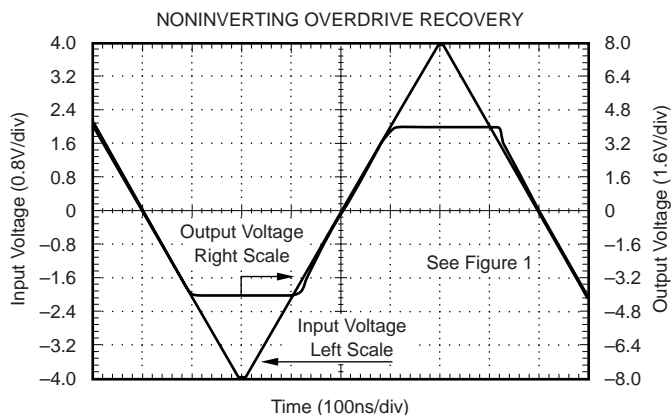 NONINVERTING OVERDRIVE RECOVERY
Input Voltage (0.8V/div)
4.0
3.2
2.4
1.6
0.8
0
–0.8
–1.6
–2.4
–3.2
–4.0
Output Voltage
Right Scale
See Figure 1
Input Voltage
Left Scale
8.0
6.4
4.8
3.2
1.6
0
–1.6
–3.2
–4.8
–6.4
–8.0
Output Voltage (1.6V/div)
Time (100ns/div)